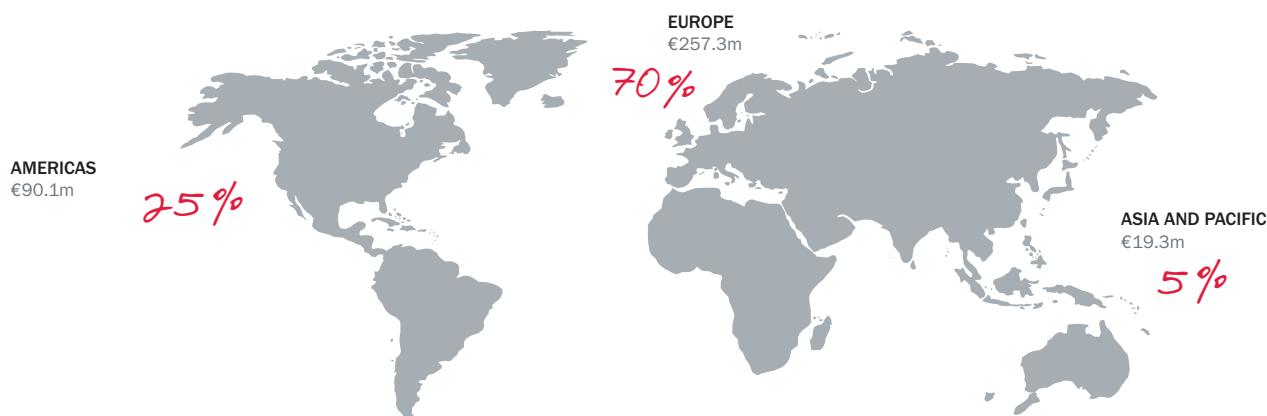 EUROPE
€257.3m
70%
AMERICAS
€90.1m
25%
ASIA AND PACIFIC
€19.3m
5%